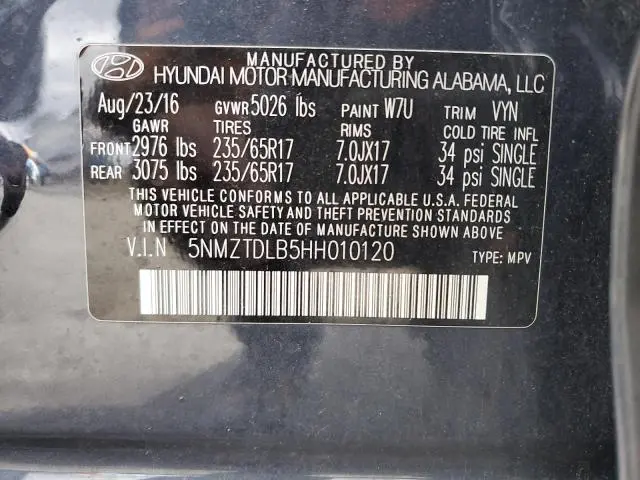 MANUFACTURED BY
HYUNDAI MOTOR MANUFACTURING ALABAMA, LLC
Aug/23/16 GVWR 5026 lbs PAINT W7U TRIM VYN
GAWR TIRES RIMS COLD TIRE INFL
FRONT 2976 lbs 235/65R17 7.0JX17 34 psi SINGLE
REAR 3075 lbs 235/65R17 7.0JX17 34 psi SINGLE
THIS VEHICLE CONFORMS TO ALL APPLICABLE U.S.A. FEDERAL
MOTOR VEHICLE SAFETY AND THEFT PREVENTION STANDARDS
IN EFFECT ON THE DATE OF MANUFACTURE SHOWN ABOVE.
V.I.N 5NMZTDLB5HH010120 TYPE: MPV